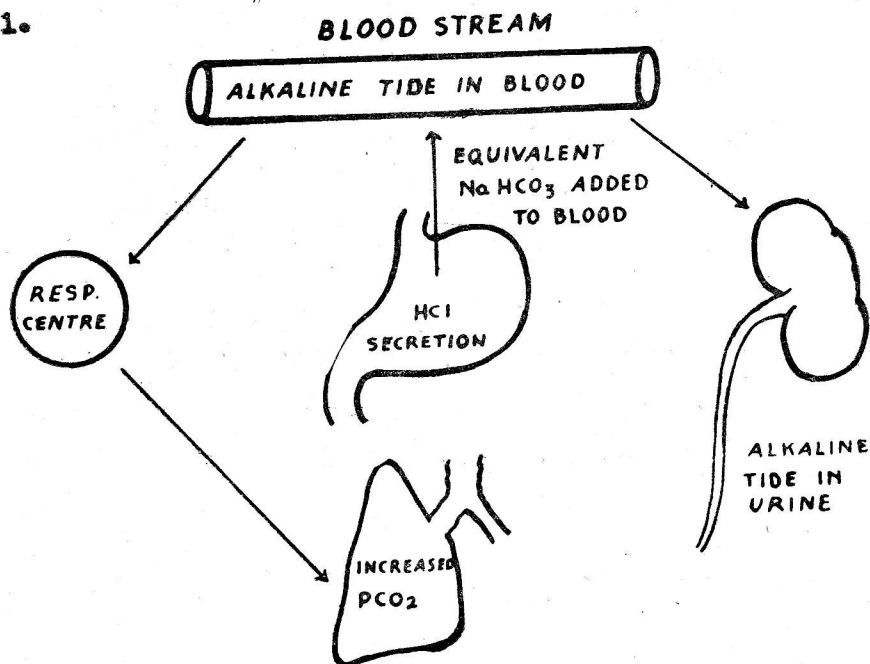 1.
BLOOD STREAM
ALKALINE TIDE IN BLOOD
EQUIVALENT
NaHCO₃ ADDED
TO BLOOD
RESP.
CENTRE
HCl
SECRETION
ALKALINE
TIDE IN
URINE
INCREASED
PCO₂